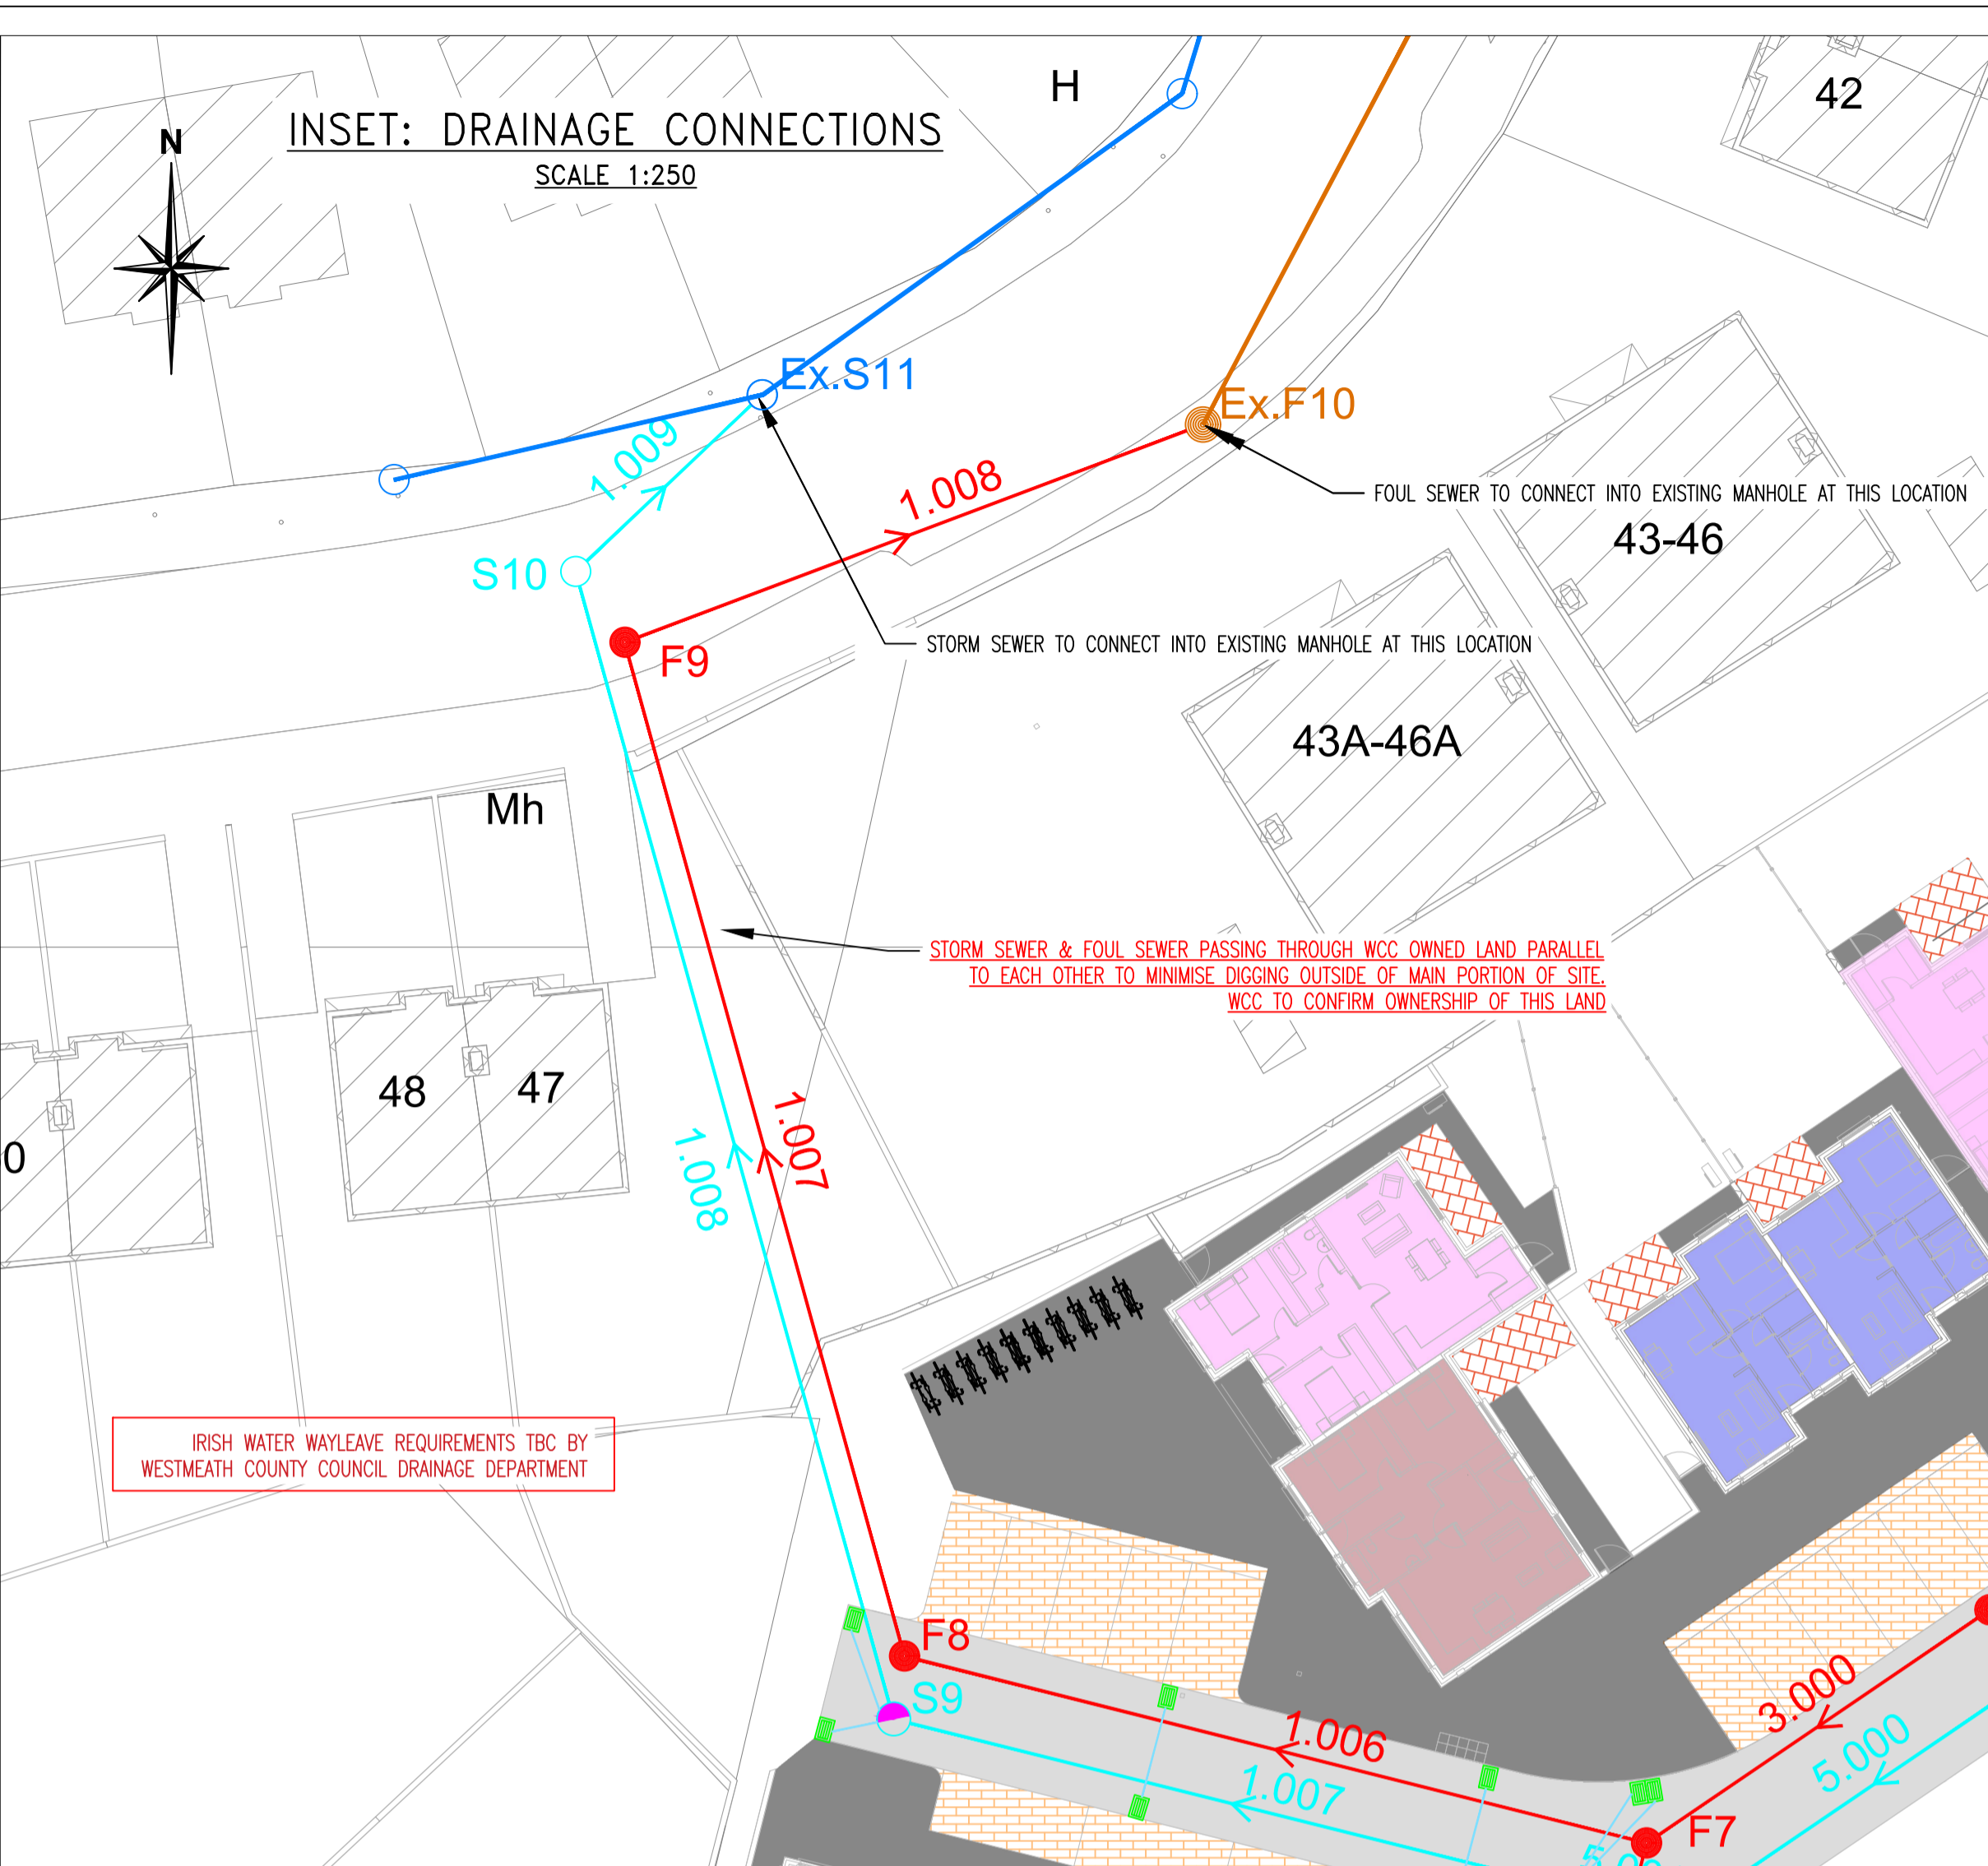 H
42
INSET: DRAINAGE CONNECTIONS
SCALE 1:250
N
Ex.S11
Ex.F10
1.009
1.008
FOUL SEWER TO CONNECT INTO EXISTING MANHOLE AT THIS LOCATION
43-46
S10
F9
STORM SEWER TO CONNECT INTO EXISTING MANHOLE AT THIS LOCATION
43A-46A
Mh
STORM SEWER & FOUL SEWER PASSING THROUGH WCC OWNED LAND PARALLEL
TO EACH OTHER TO MINIMISE DIGGING OUTSIDE OF MAIN PORTION OF SITE.
WCC TO CONFIRM OWNERSHIP OF THIS LAND
48
47
0
1.007
1.008
IRISH WATER WAYLEAVE REQUIREMENTS TBC BY
WESTMEATH COUNTY COUNCIL DRAINAGE DEPARTMENT
F8
S9
1.006
3.000
1.007
5.000
F7